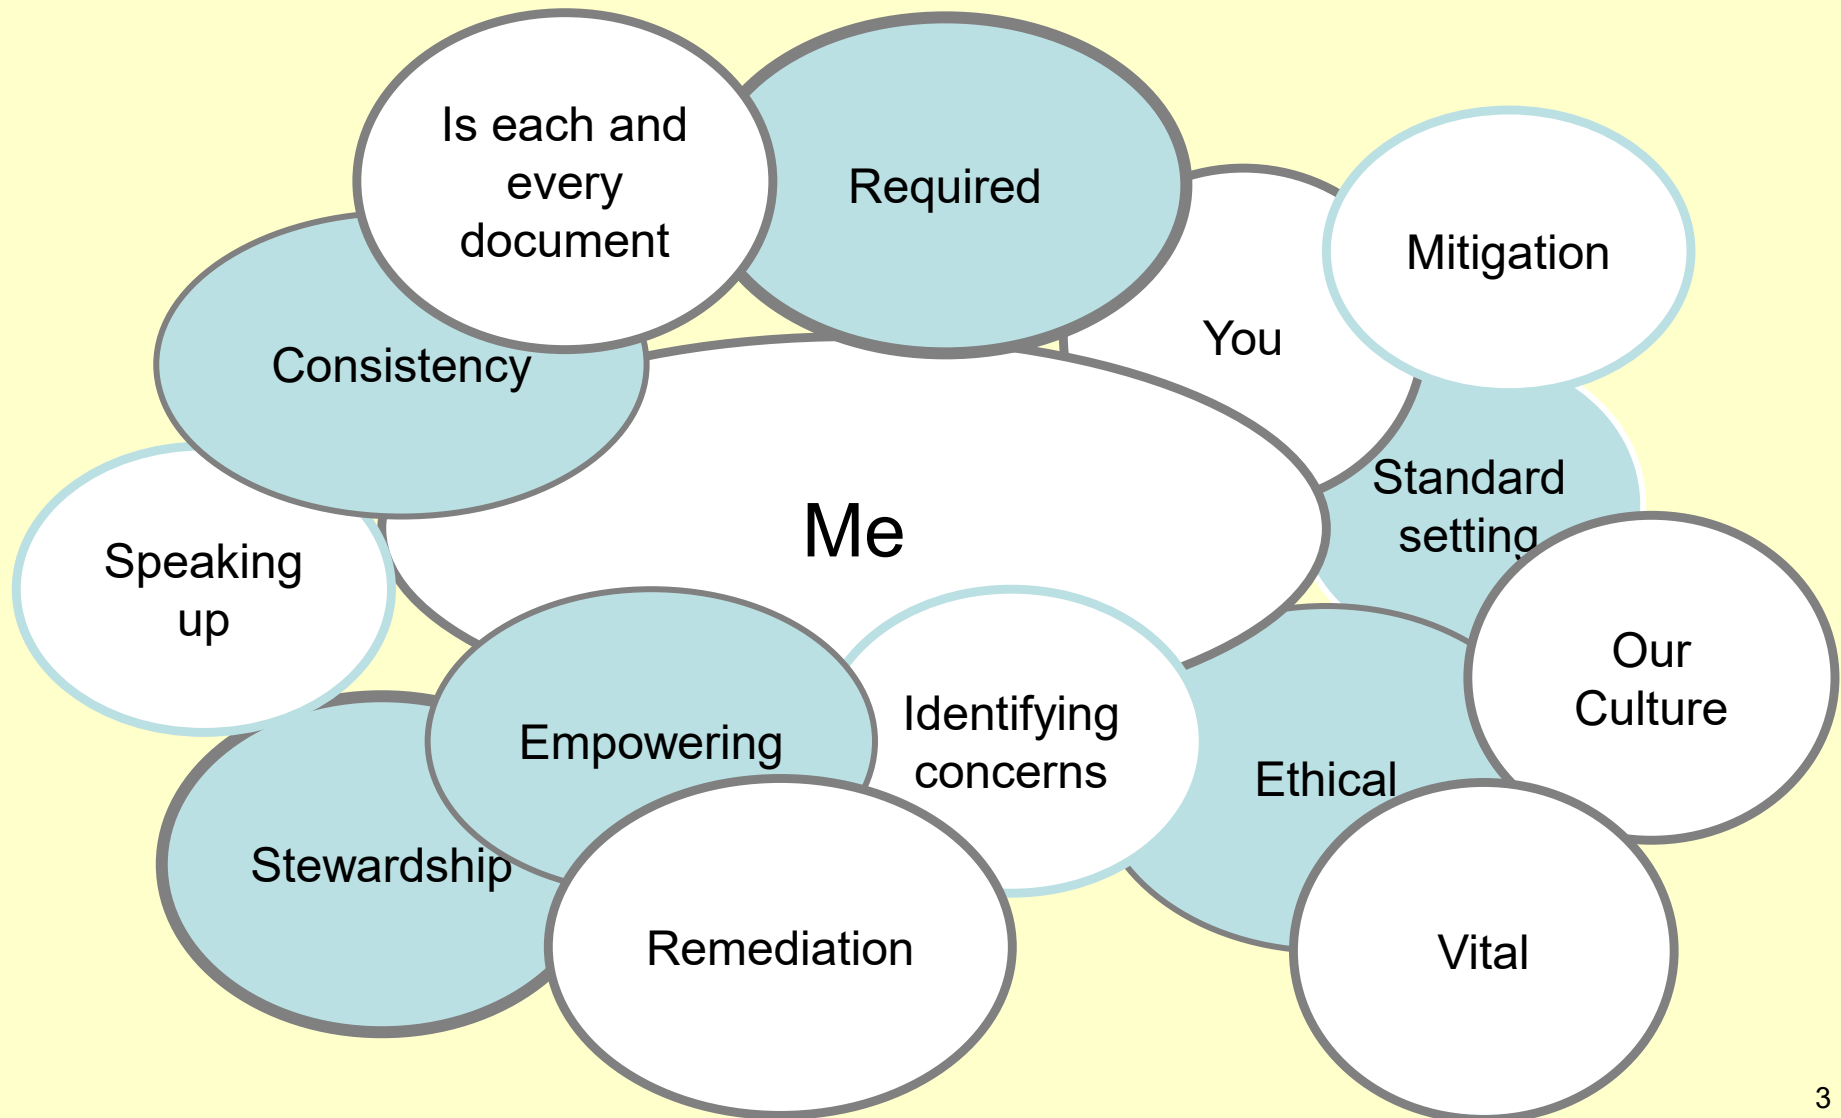 Is each and
every
document
Required
Mitigation
You
Consistency
Standard
setting
Me
Speaking
up
Our
Culture
Identifying
concerns
Empowering
Ethical
Stewardship
Remediation
Vital
3